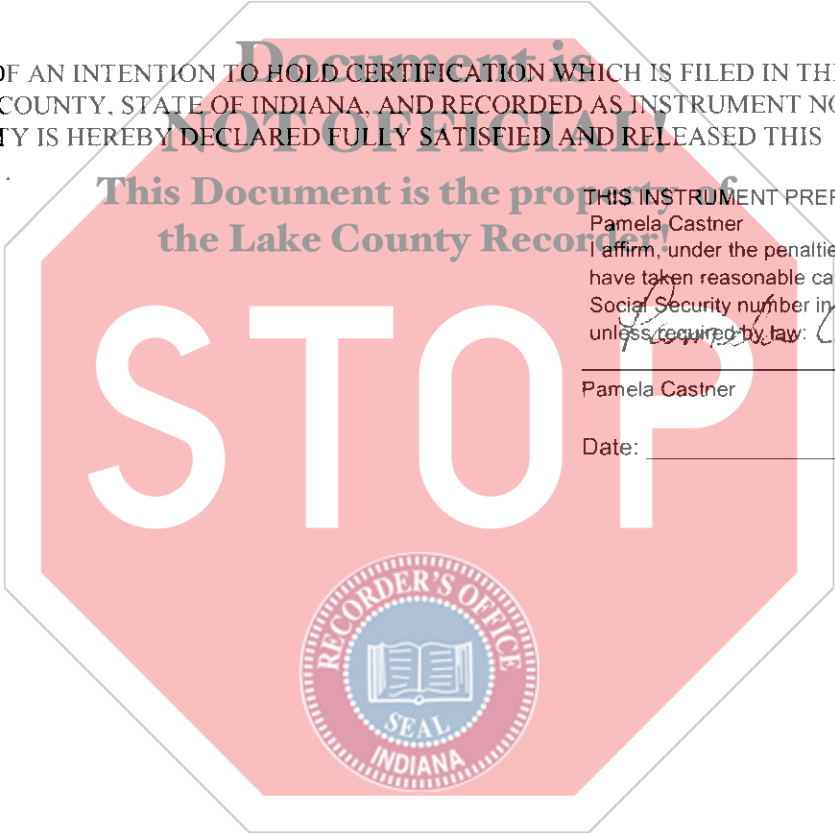 Document is
OF AN INTENTION TO HOLD CERTIFICATION WHICH IS FILED IN TH
COUNTY, STATE OF INDIANA, AND RECORDED AS INSTRUMENT NO
NOT OFFICIAL!
TY IS HEREBY DECLARED FULLY SATISFIED AND RELEASED THIS
This Document is the property of
the Lake County Recorder!
THIS INSTRUMENT PREP
Pamela Castner
I affirm, under the penaltie
have taken reasonable ca
Social Security number in
unless required by law:
Pamela Castner
Date:
STOP
RECORDER'S OFFICE
SEAL
INDIANA